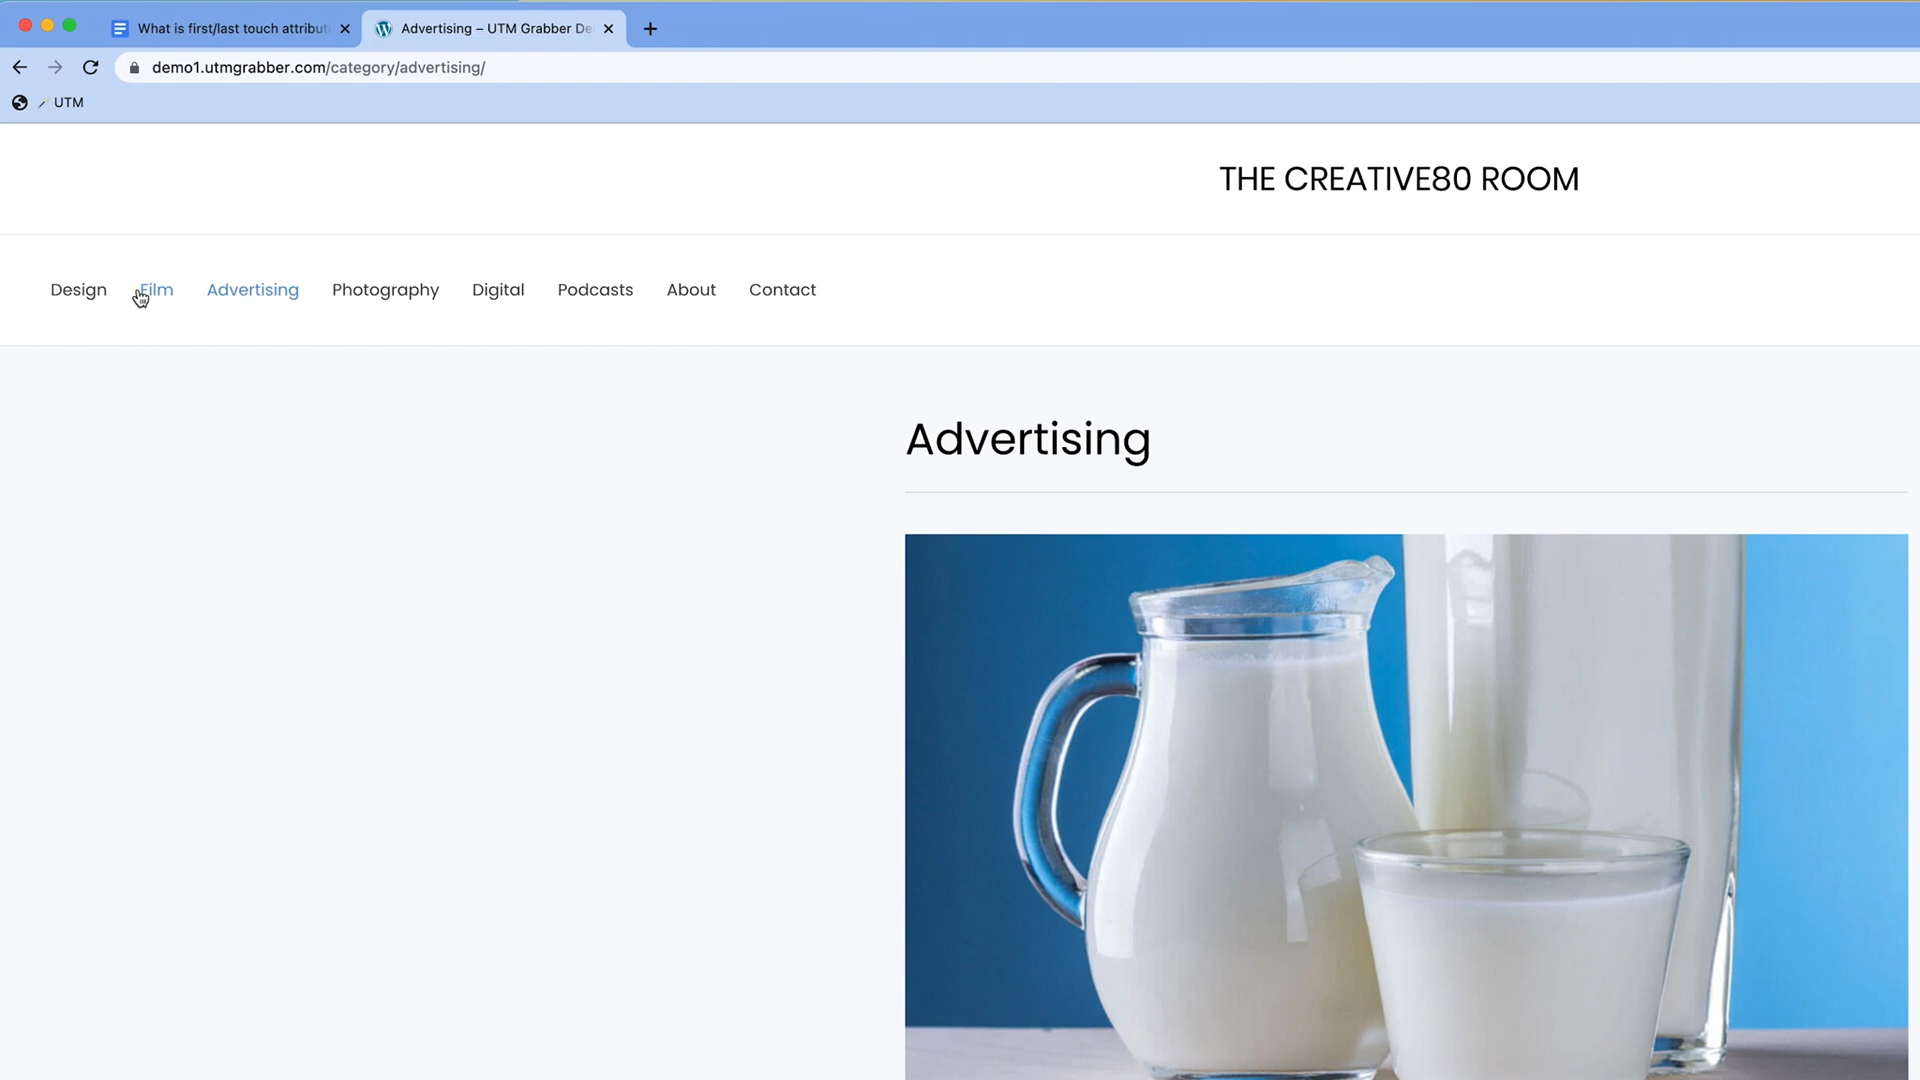 What is first/last touch attribut
Advertising – UTM Grabber De
demo1.utmgrabber.com/category/advertising/
UTM
THE CREATIVE80 ROOM
Design Film Advertising Photography Digital Podcasts About Contact
Advertising